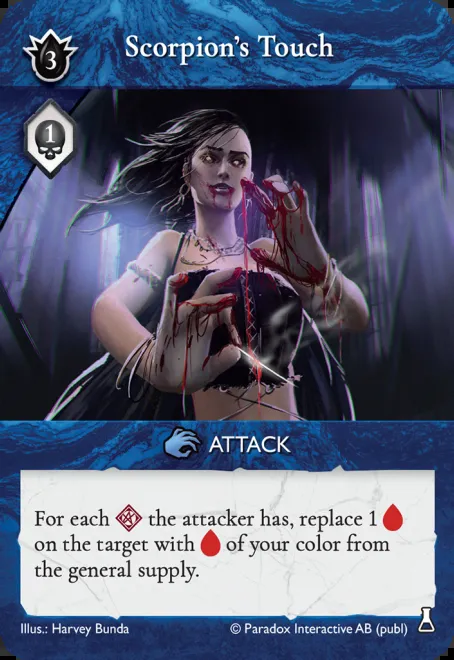 3
Scorpion's Touch
1
ATTACK
For each the attacker has, replace 1
on the target with of your color from
the general supply.
Illus.: Harvey Bunda
© Paradox Interactive AB (publ)